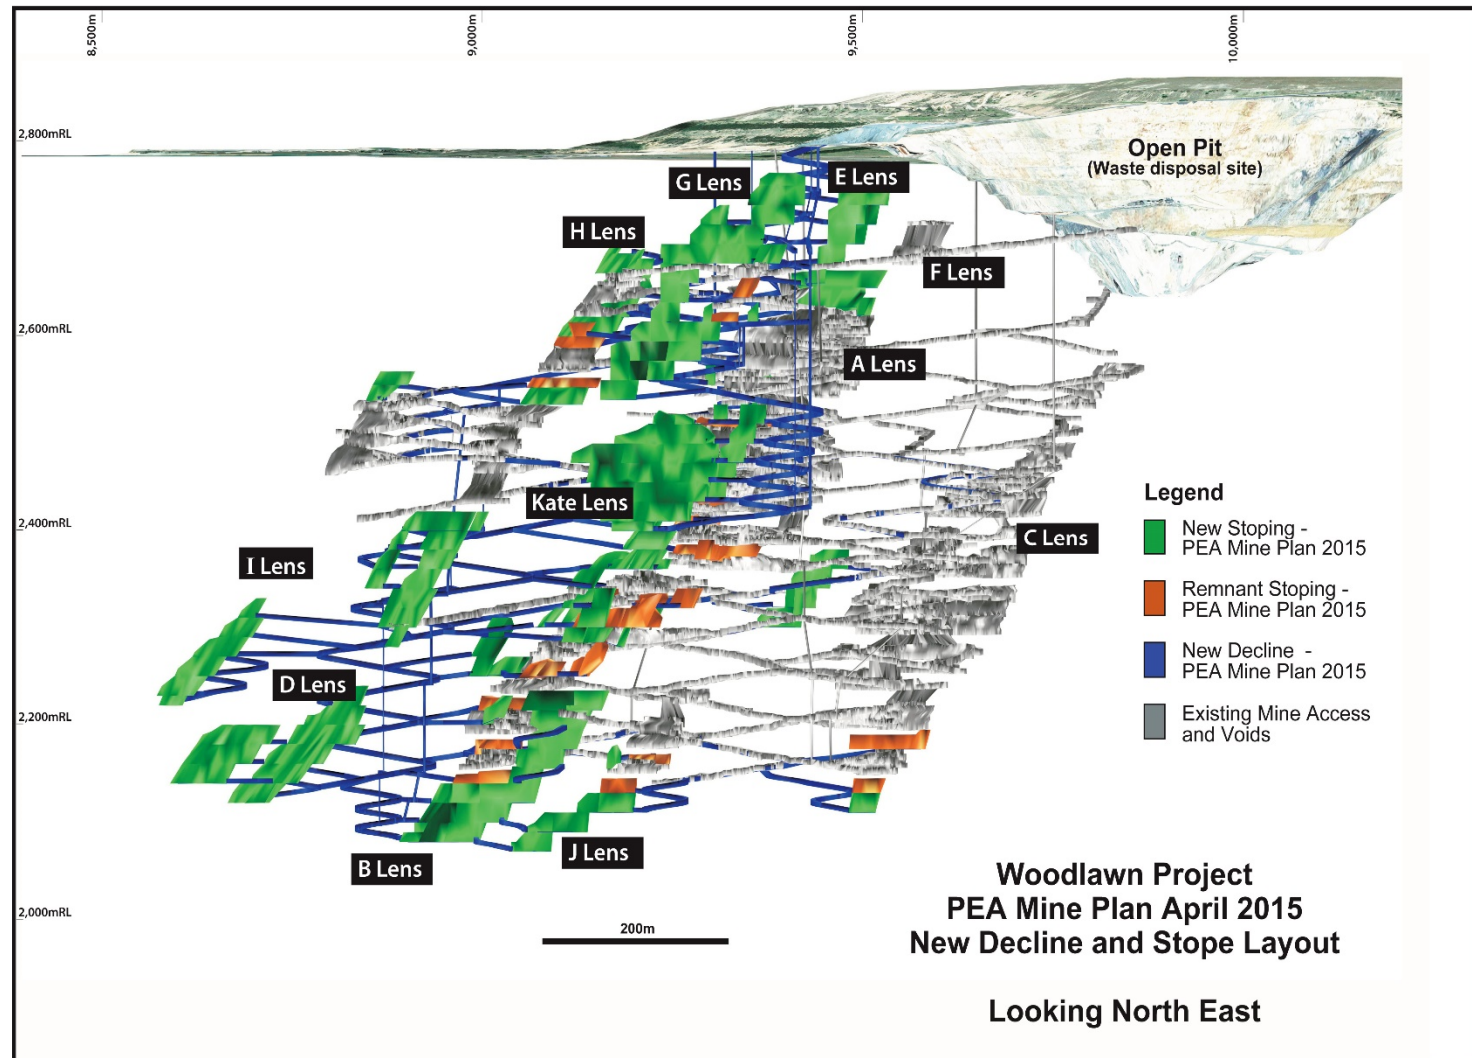 8,500m
9,000m
9,500m
10,000m
2,800mRL
Open Pit
(Waste disposal site)
G Lens
E Lens
H Lens
F Lens
2,600mRL
A Lens
Kate Lens
Legend
New Stoping -
PEA Mine Plan 2015
2,400mRL
C Lens
I Lens
Remnant Stoping -
PEA Mine Plan 2015
New Decline -
PEA Mine Plan 2015
D Lens
2,200mRL
Existing Mine Access
and Voids
J Lens
B Lens
2,000mRL
200m
Woodlawn Project
PEA Mine Plan April 2015
New Decline and Stope Layout
Looking North East